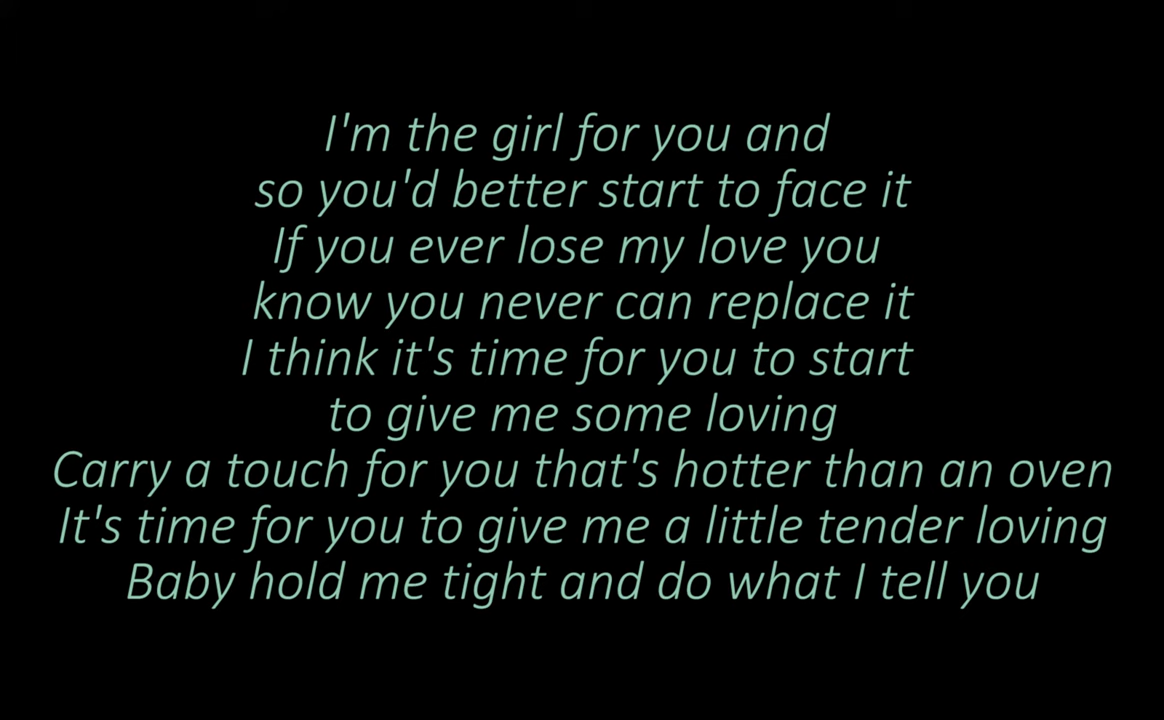 I'm the girl for you and
so you'd better start to face it
If you ever lose my love you
know you never can replace it
I think it's time for you to start
to give me some loving
Carry a touch for you that's hotter than an oven
It's time for you to give me a little tender loving
Baby hold me tight and do what I tell you